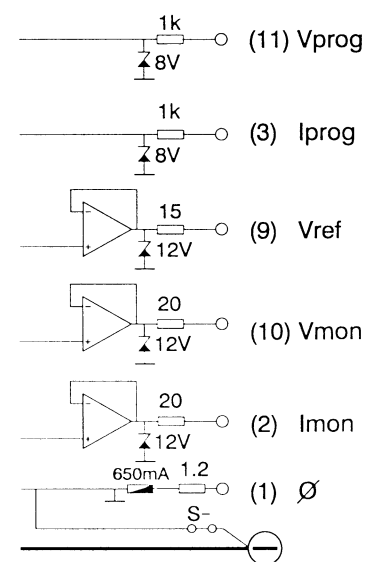 1k
(11) Vprog
8V
1k
(3) Iprog
8V
15
(9) Vref
12V
20
(10) Vmon
12V
20
(2) Imon
12V
650mA 1.2
(1) Ø
S-